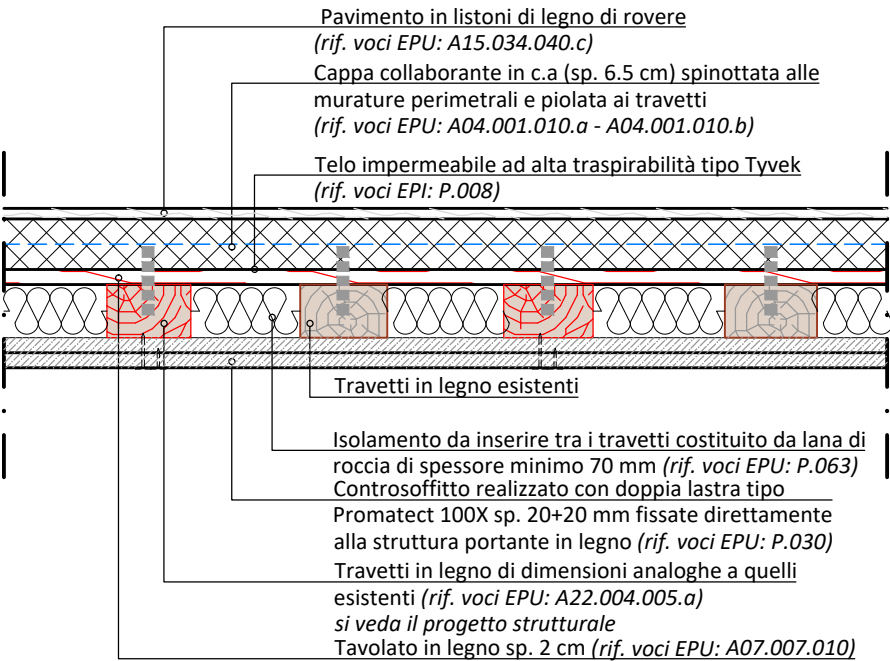 Pavimento in listoni di legno di rovere
(rif. voci EPU: A15.034.040.c)
Cappa collaborante in c.a (sp. 6.5 cm) spinottata alle
murature perimetrali e piolata ai travetti
(rif. voci EPU: A04.001.010.a - A04.001.010.b)
Telo impermeabile ad alta traspirabilità tipo Tyvek
(rif. voci EPI: P.008)
Travetti in legno esistenti
Isolamento da inserire tra i travetti costituito da lana di
roccia di spessore minimo 70 mm (rif. voci EPU: P.063)
Controsoffitto realizzato con doppia lastra tipo
Promatect 100X sp. 20+20 mm fissate direttamente
alla struttura portante in legno (rif. voci EPU: P.030)
Travetti in legno di dimensioni analoghe a quelli
esistenti (rif. voci EPU: A22.004.005.a)
si veda il progetto strutturale
Tavolato in legno sp. 2 cm (rif. voci EPU: A07.007.010)